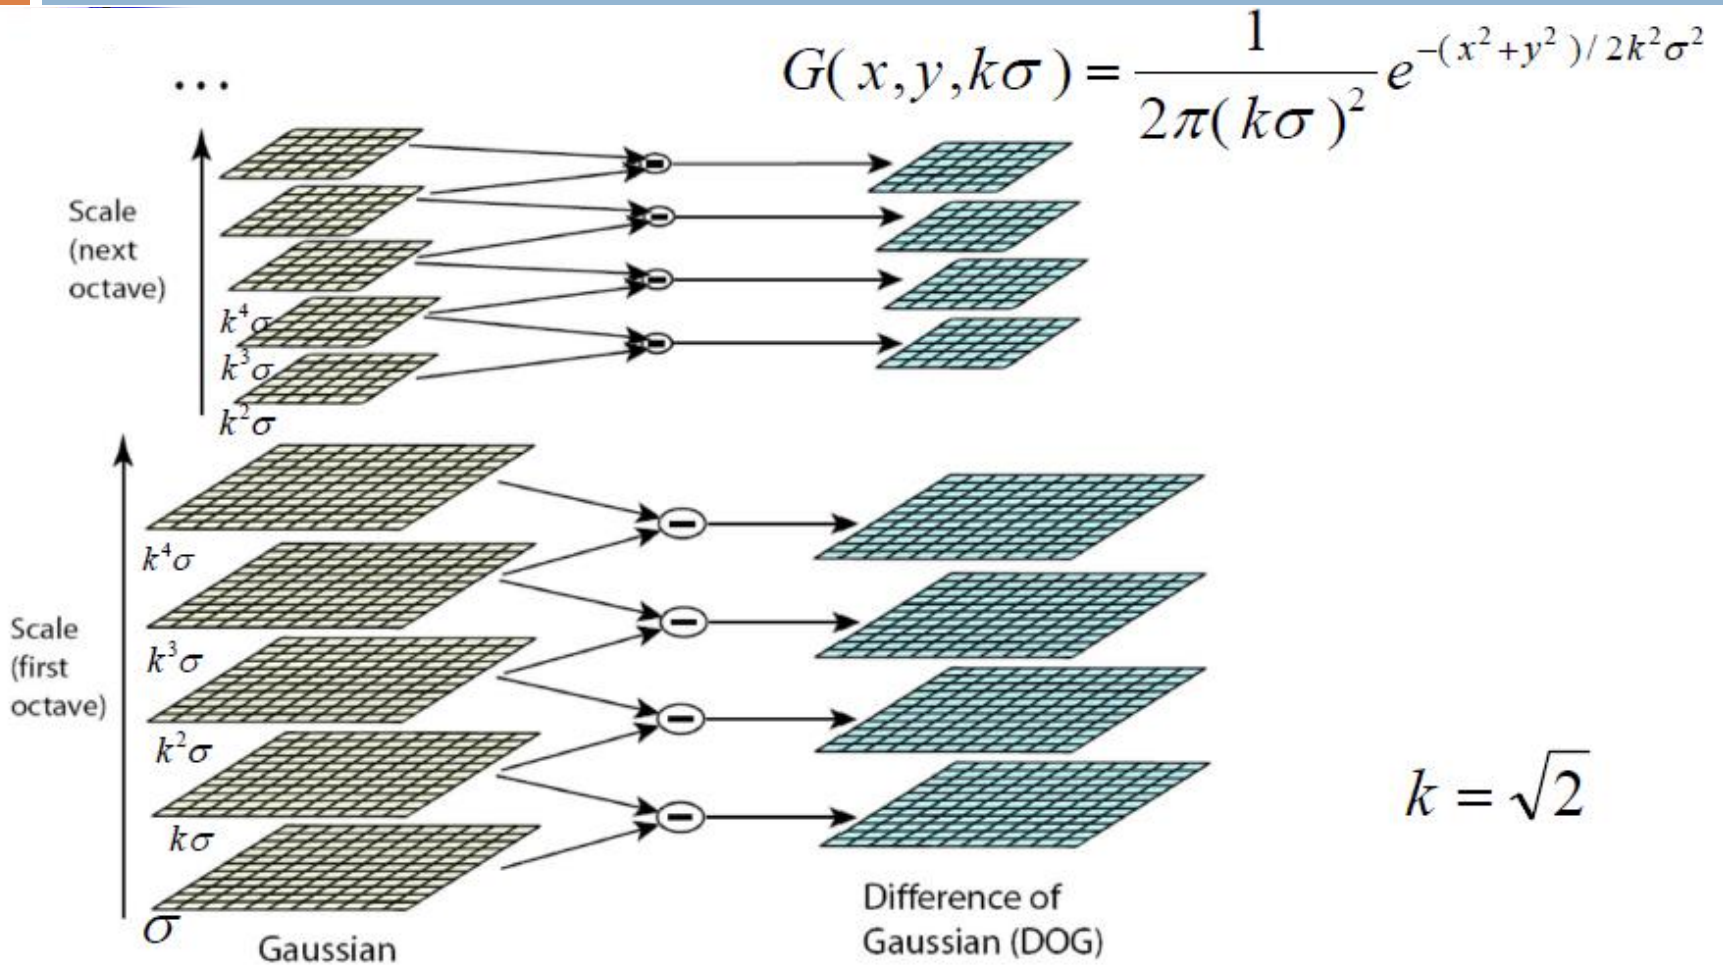 G( x, y, kσ ) = 1 / 2π( kσ )² e^{-( x²+y² )/ 2k²σ²}
...
Scale
(next
octave)
k⁴σ
k³σ
k²σ
Scale
(first
octave)
k⁴σ
k³σ
k²σ
kσ
σ
Gaussian
Difference of
Gaussian (DOG)
k = √2